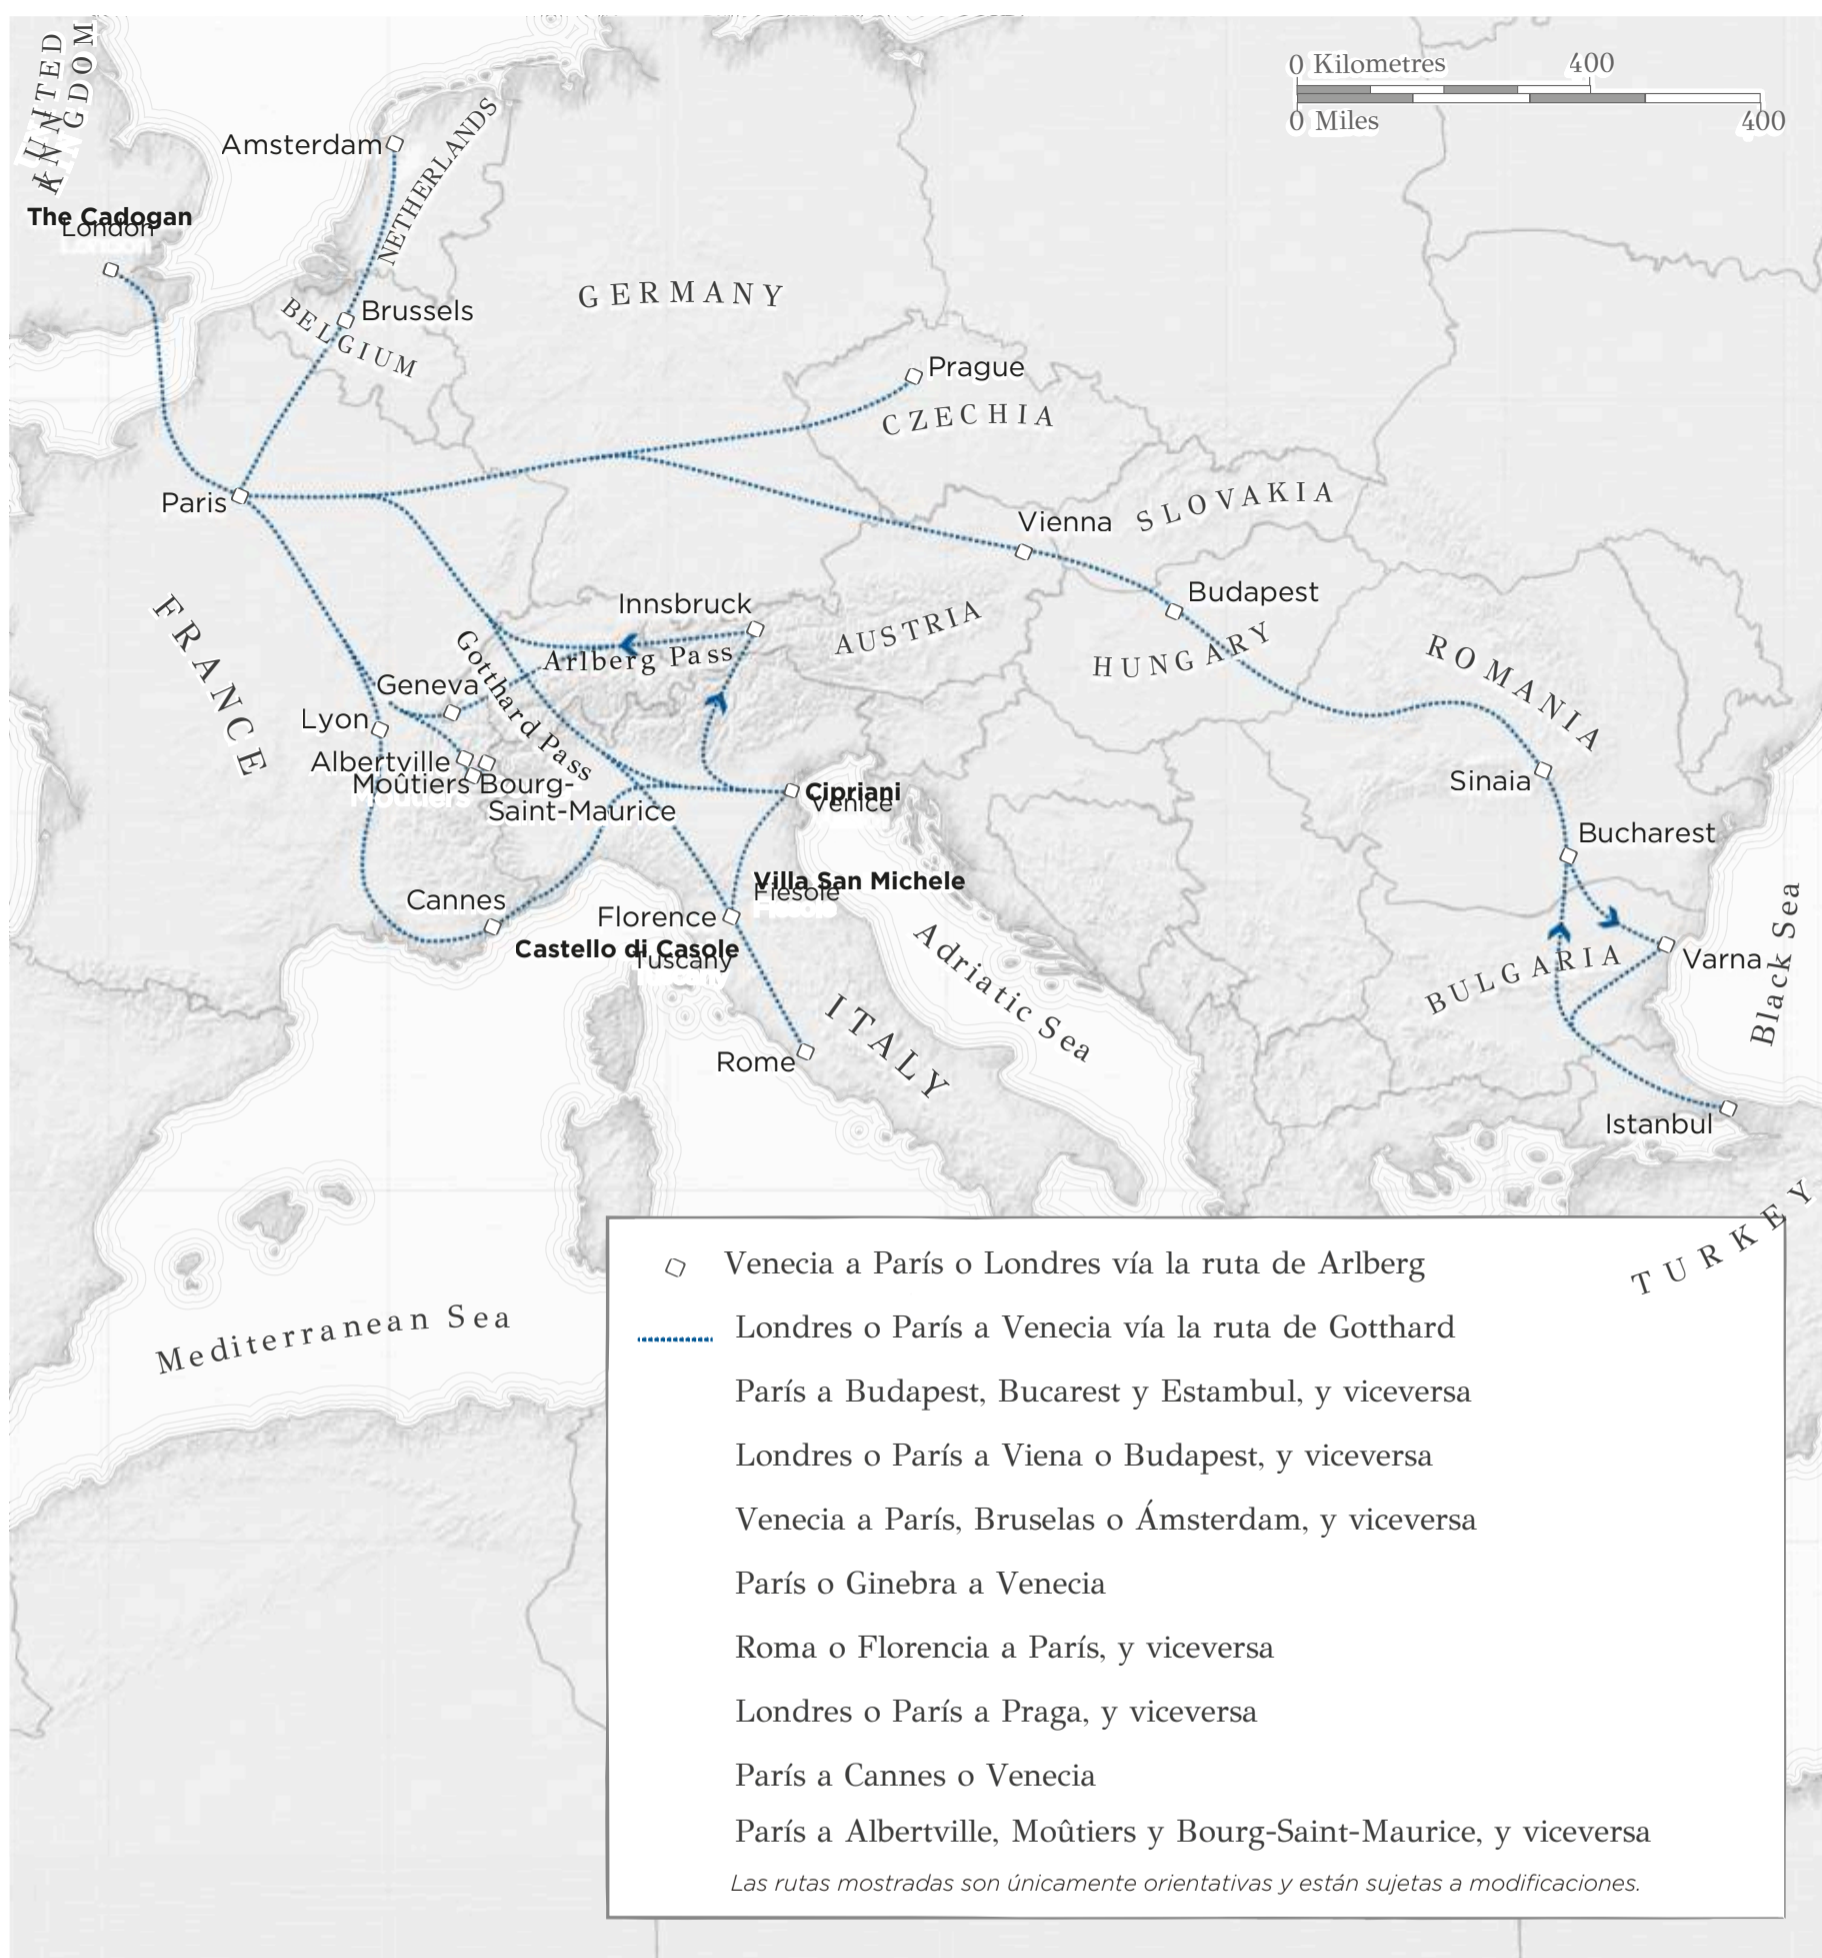 UNITED
KINGDOM
0 Kilometres 400
0 Miles 400
Amsterdam
NETHERLANDS
The Cadogan
London
Brussels
BELGIUM
GERMANY
Prague
CZECHIA
Paris
SLOVAKIA
Vienna
Budapest
FRANCE
Innsbruck
AUSTRIA
HUNGARY
Arlberg Pass
Gotthard Pass
ROMANIA
Geneva
Lyon
Albertville
Moûtiers
Bourg-
Saint-Maurice
Sinaia
Cipriani
Venice
Bucharest
Villa San Michele
Fiesole
Cannes
Florence
Castello di Casole
Tuscany
Adriatic Sea
BULGARIA
Varna
Black Sea
ITALY
Rome
Istanbul
TURKEY
Mediterranean Sea
Venecia a París o Londres vía la ruta de Arlberg
Londres o París a Venecia vía la ruta de Gotthard
París a Budapest, Bucarest y Estambul, y viceversa
Londres o París a Viena o Budapest, y viceversa
Venecia a París, Bruselas o Ámsterdam, y viceversa
París o Ginebra a Venecia
Roma o Florencia a París, y viceversa
Londres o París a Praga, y viceversa
París a Cannes o Venecia
París a Albertville, Moûtiers y Bourg-Saint-Maurice, y viceversa
Las rutas mostradas son únicamente orientativas y están sujetas a modificaciones.